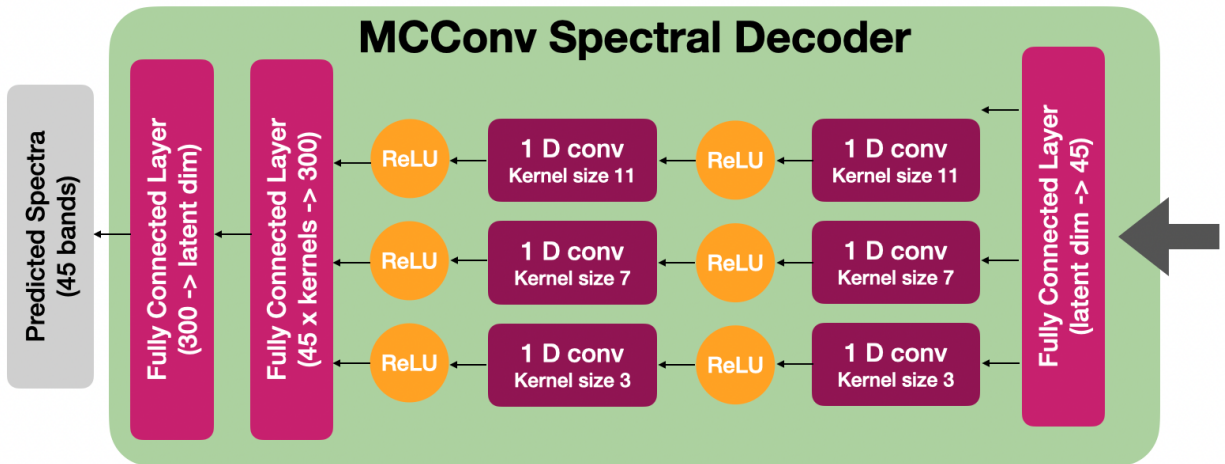 MCConv Spectral Decoder
Predicted Spectra
(45 bands)
Fully Connected Layer
(300 -> latent dim)
Fully Connected Layer
(45 x kernels -> 300)
ReLU
1 D conv
Kernel size 11
ReLU
1 D conv
Kernel size 11
ReLU
1 D conv
Kernel size 7
ReLU
1 D conv
Kernel size 7
ReLU
1 D conv
Kernel size 3
ReLU
1 D conv
Kernel size 3
Fully Connected Layer
(latent dim -> 45)